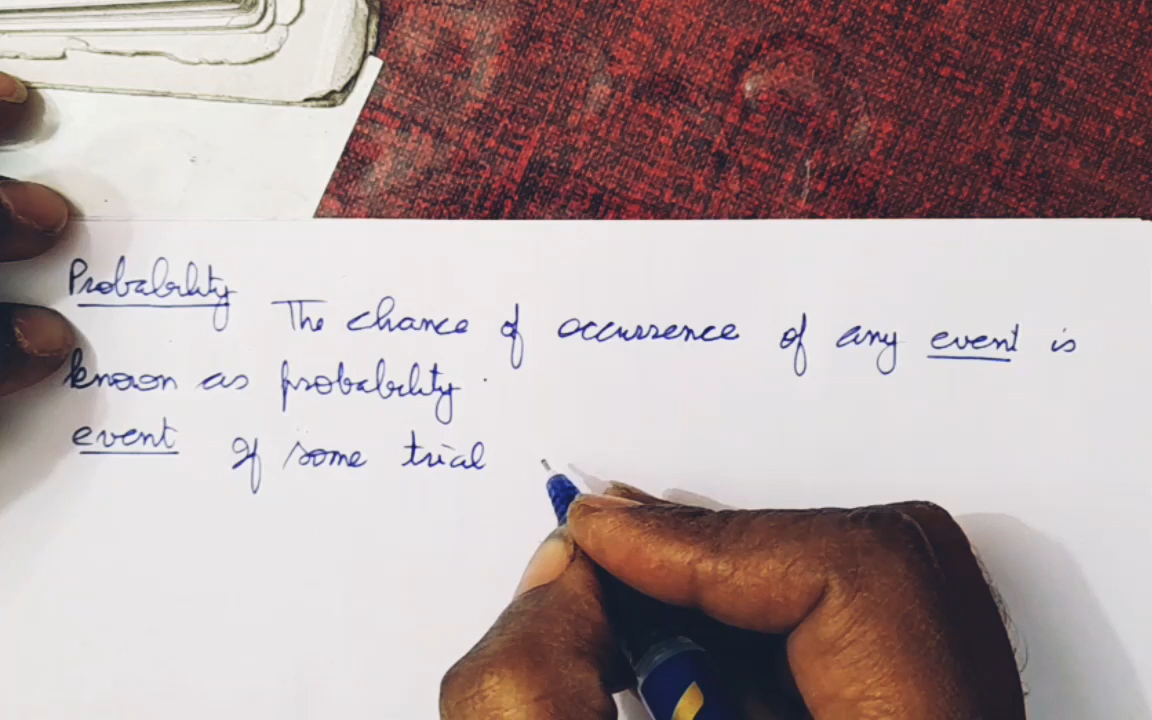 Probability The chance of occurrence of any event is
known as probability.
event If some trial